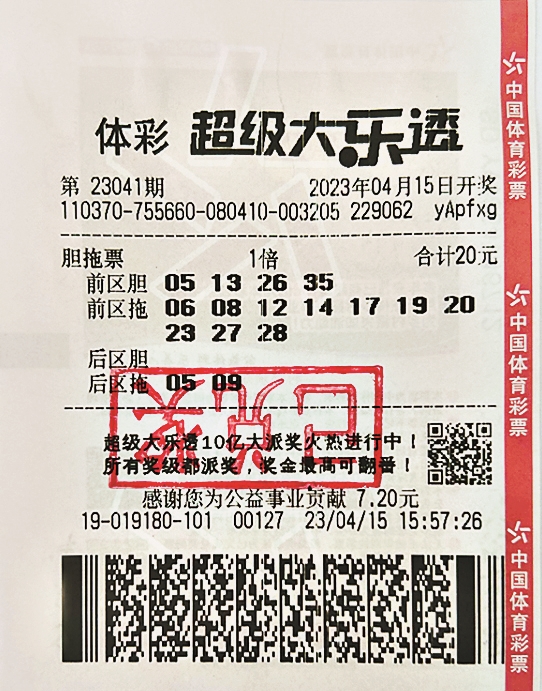 体彩 超级大乐透
第 23041期 2023年04月15日开奖
110370-755660-080410-003205 229062 yApfxg
胆拖票 1倍 合计20元
前区胆 05 13 26 35
前区拖 06 08 12 14 17 19 20
23 27 28
后区胆
后区拖 05 09
超级大乐透10亿大派奖火热进行中！
所有奖级都派奖，奖金最高可翻番！
感谢您为公益事业贡献 7.20元
19-019180-101 00127 23/04/15 15:57:26
中国体育彩票
中国体育彩票
中国体育彩票